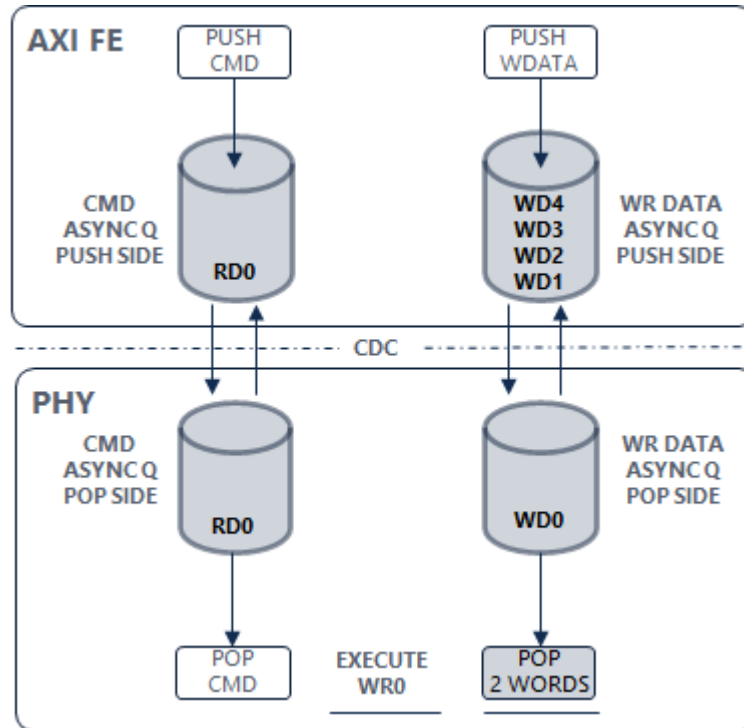 AXI FE
PUSH
CMD
PUSH
WDATA
CMD
ASYNC Q
PUSH SIDE
RD0
WD4
WD3
WD2
WD1
WR DATA
ASYNC Q
PUSH SIDE
CDC
PHY
CMD
ASYNC Q
POP SIDE
RD0
WD0
WR DATA
ASYNC Q
POP SIDE
POP
CMD
EXECUTE
WR0
POP
2 WORDS